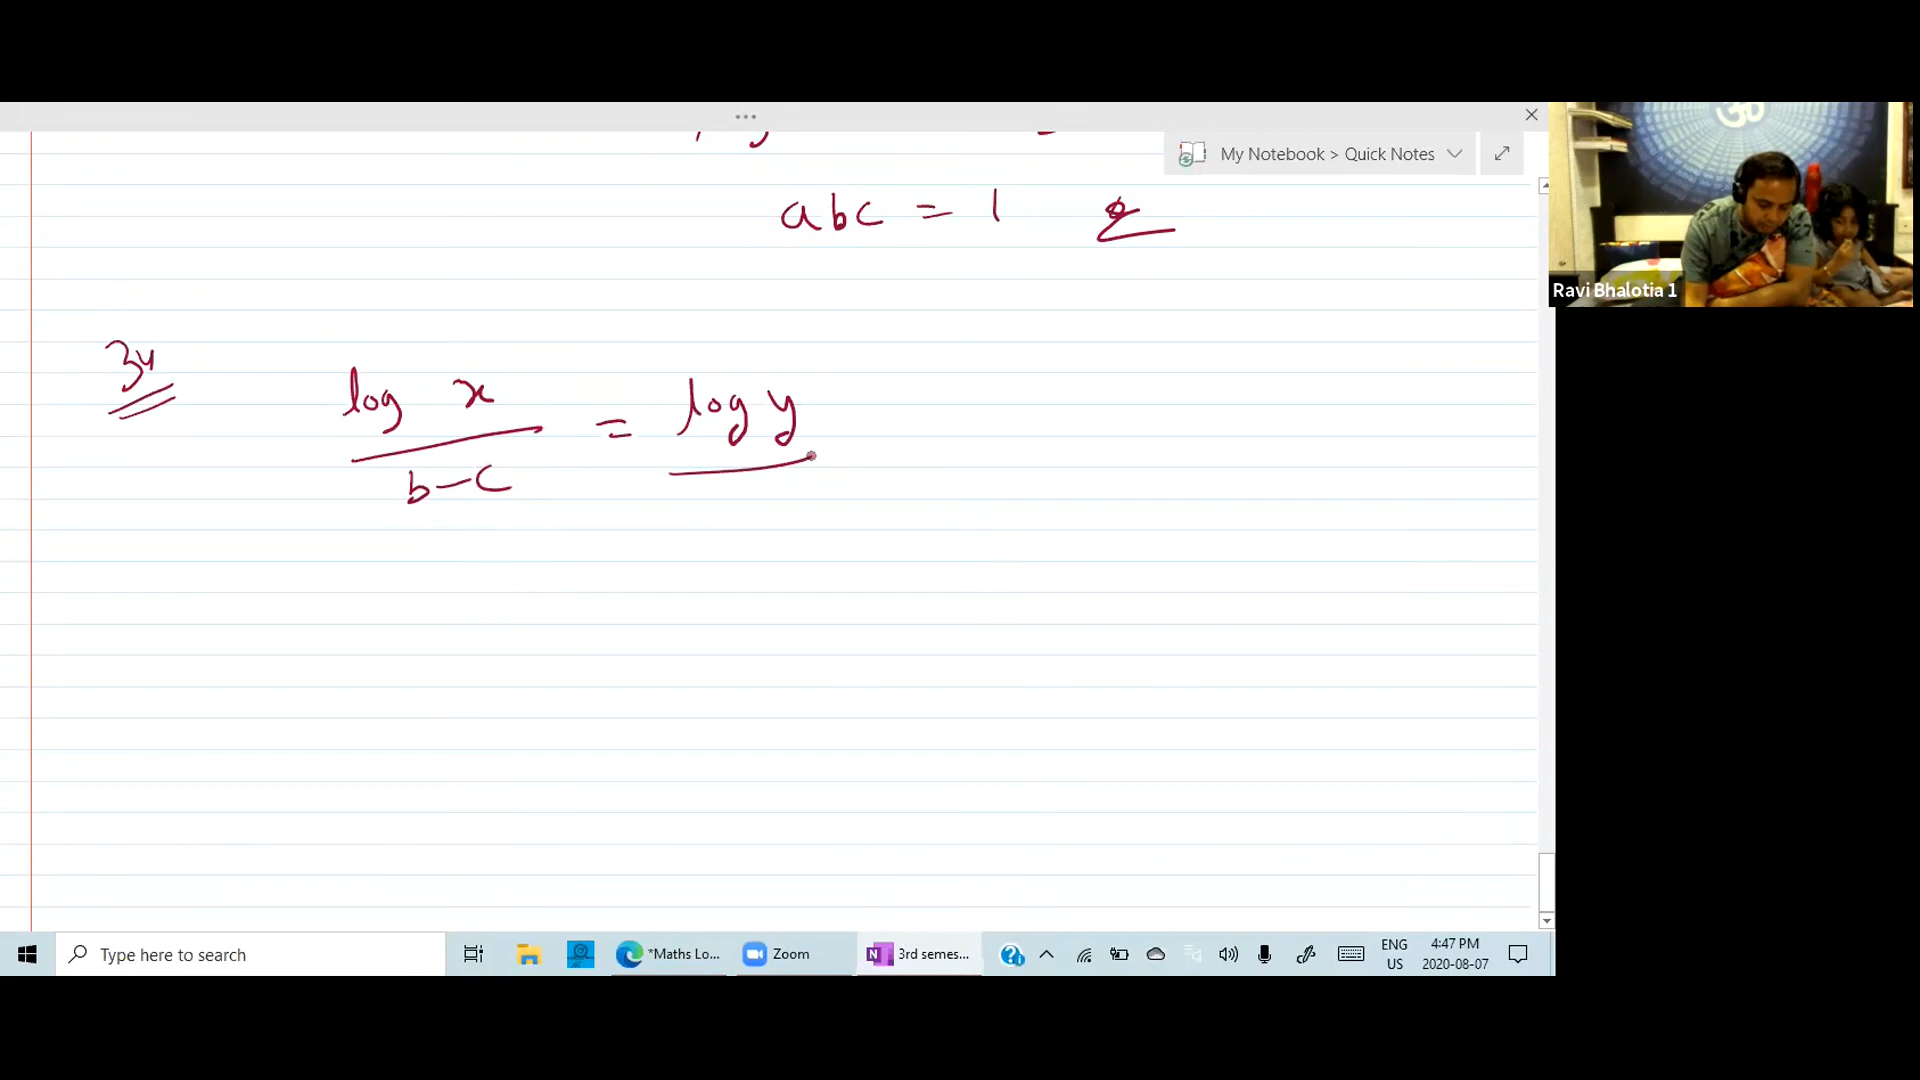 My Notebook > Quick Notes
abc = 1
Ravi Bhalotia 1
34
log x / b-c = log y
Type here to search
*Maths Lo...
Zoom
3rd semes...
ENG
US
4:47 PM
2020-08-07